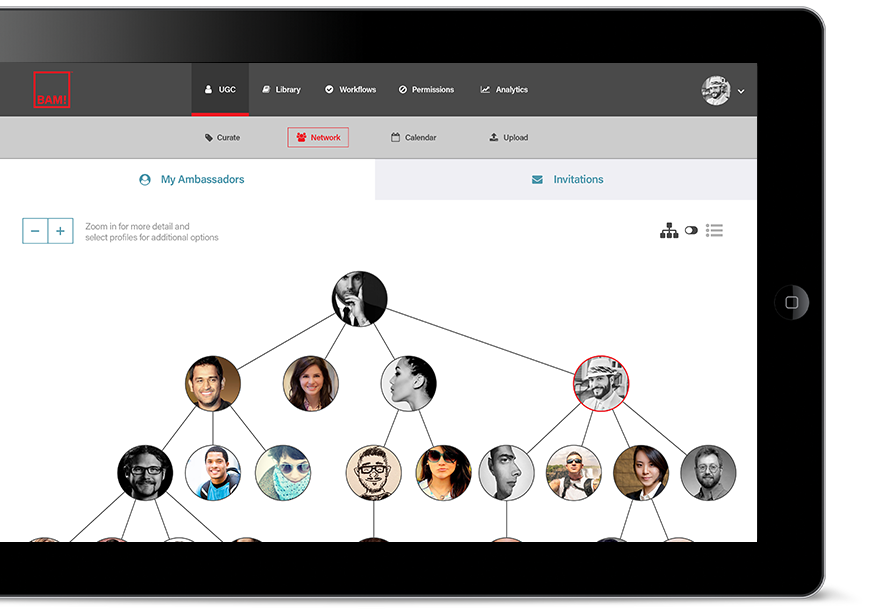 BAM!
UGC
Library
Workflows
Permissions
Analytics
Curate
Network
Calendar
Upload
My Ambassadors
Invitations
Zoom in for more detail and
select profiles for additional options